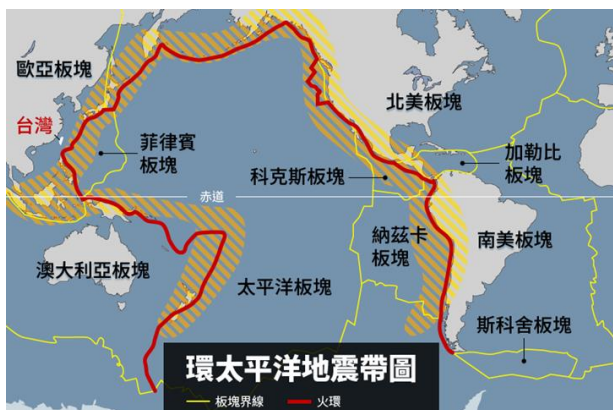 歐亞板塊
北美板塊
台灣
菲律賓
板塊
加勒比
板塊
科克斯板塊
赤道
納茲卡
板塊
南美板塊
澳大利亞板塊
太平洋板塊
斯科舍板塊
環太平洋地震帶圖
板塊界線
火環